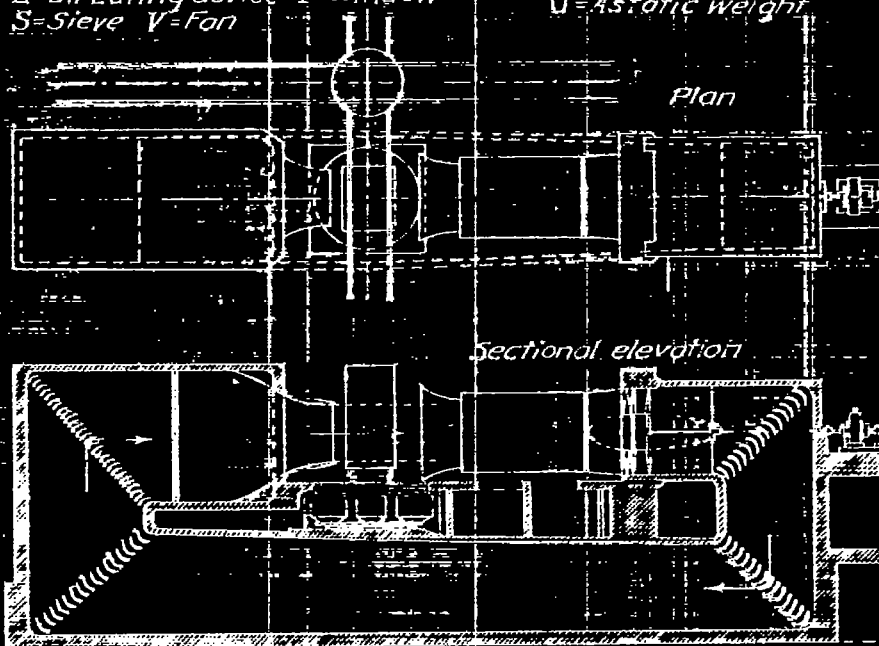 S=Sieve V=Fan
U=Astatic Weight
Plan
Sectional elevation